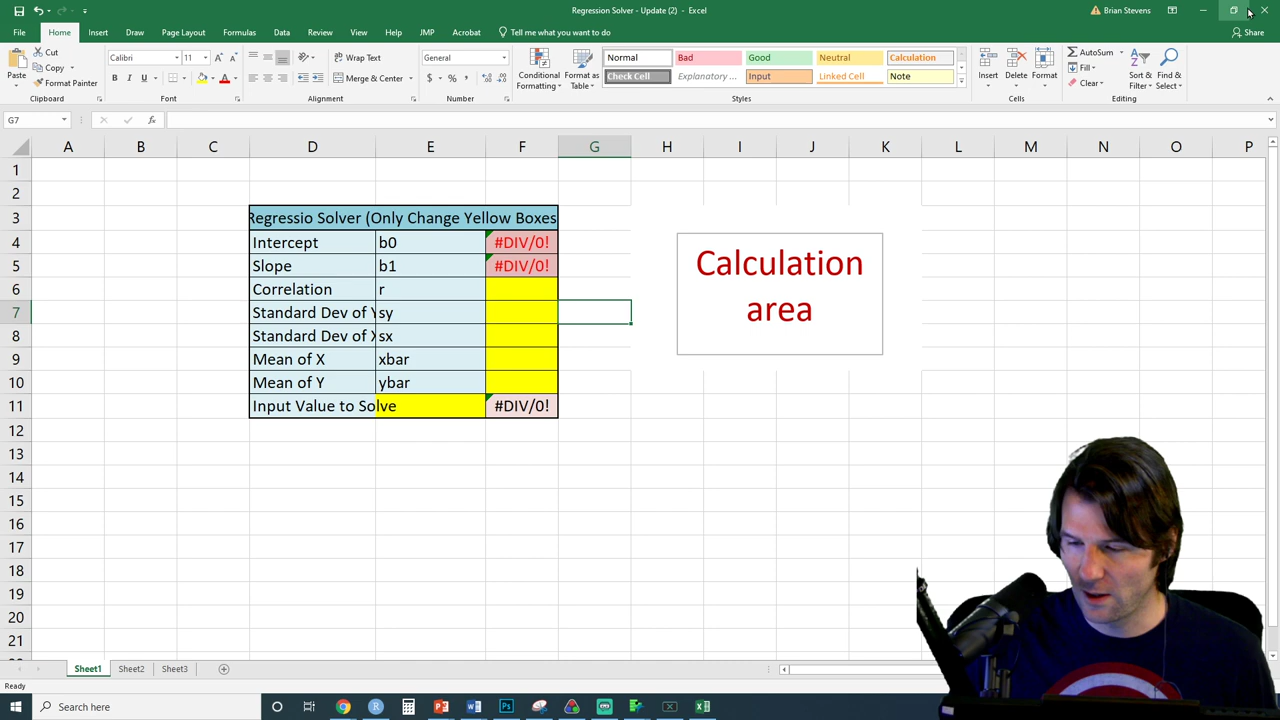 Regression Solver - Update (2) - Excel
Brian Stevens
File Home Insert Draw Page Layout Formulas Data Review View Help JMP Acrobat Tell me what you want to do Share
Paste
Cut
Copy
Format Painter
Clipboard
Calibri 11
B I U
Font
Wrap Text
Merge & Center
Alignment
General
$ % ,
Number
Conditional Formatting
Format as Table
Normal Bad Good Neutral Calculation
Check Cell Explanatory ... Input Linked Cell Note
Styles
Insert Delete Format
Cells
AutoSum
Fill
Clear
Sort & Filter
Find & Select
Editing
G7 fx
A B C D E F G H I J K L M N O P
1
2
3 Regressio Solver (Only Change Yellow Boxes
4 Intercept b0 #DIV/0!
5 Slope b1 #DIV/0!
6 Correlation r
7 Standard Dev of Y sy
8 Standard Dev of X sx
9 Mean of X xbar
10 Mean of Y ybar
11 Input Value to Solve #DIV/0!
12
13
14
15
16
17
18
19
20
21
Calculation
area
Sheet1 Sheet2 Sheet3
Ready
Search here